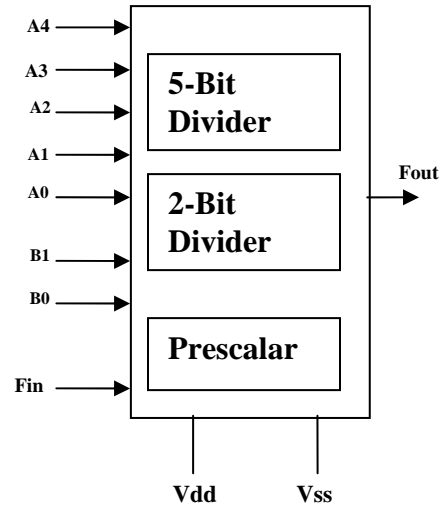 A4
A3
A2
A1
A0
B1
B0
Fin
5-Bit
Divider
2-Bit
Divider
Prescalar
Fout
Vdd
Vss